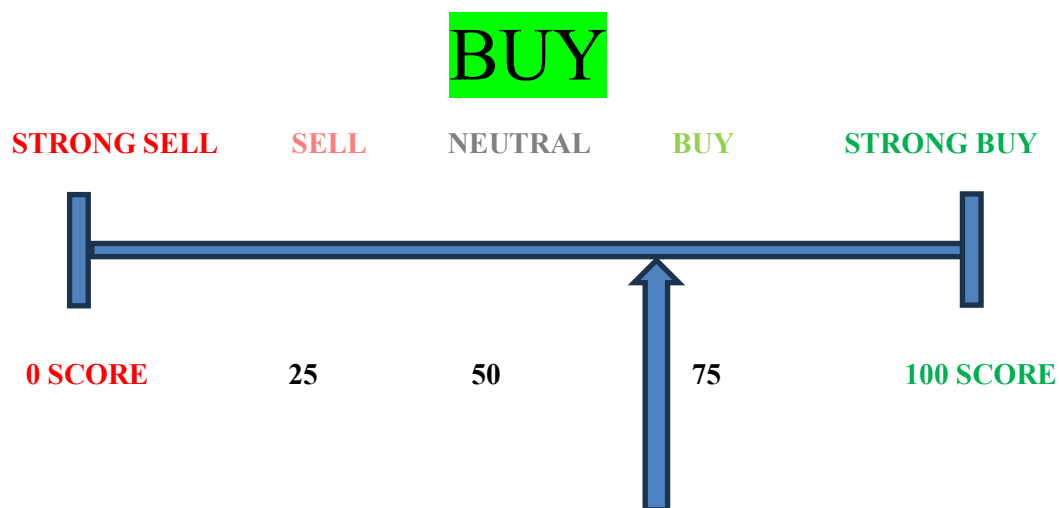 BUY
STRONG SELL SELL NEUTRAL BUY STRONG BUY
0 SCORE 25 50 75 100 SCORE